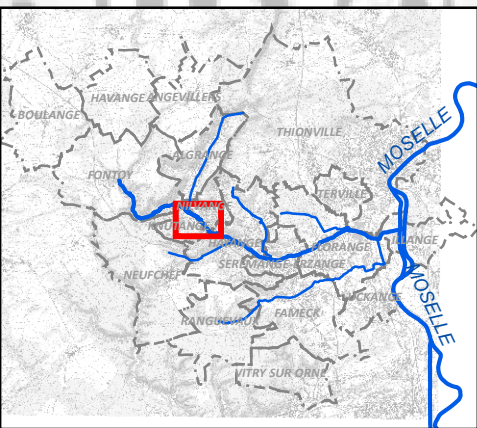 MOSELLE
HAVANGE
ANGEVILLERS
BOULANGE
THIONVILLE
ALGRANGE
FONTOY
TERVILLE
NILVANGE
KNUTANGE
HAYANGE
FLORANGE
ILLANGE
SEREMANGE-ERZANGE
NEUFCHEF
MOSELLE
UCKANGE
FAMECK
RANGUEVAUX
VITRY SUR ORNE